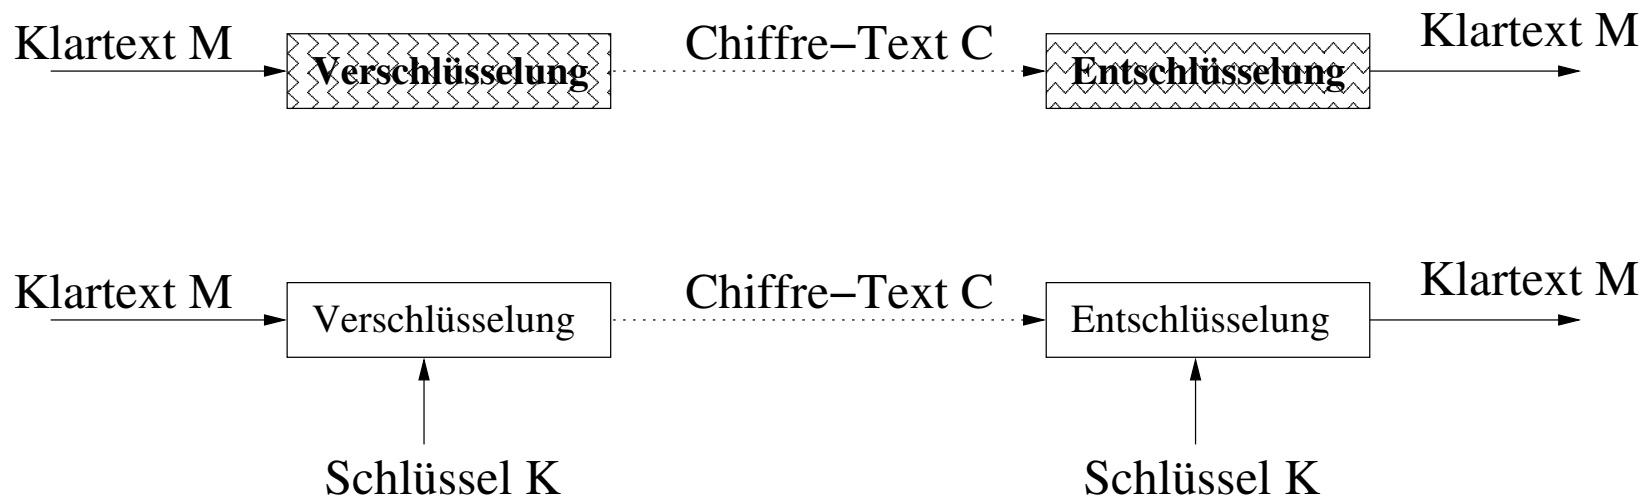 Klartext M
Verschlüsselung
Chiffre–Text C
Entschlüsselung
Klartext M
Klartext M
Verschlüsselung
Chiffre–Text C
Entschlüsselung
Klartext M
Schlüssel K
Schlüssel K